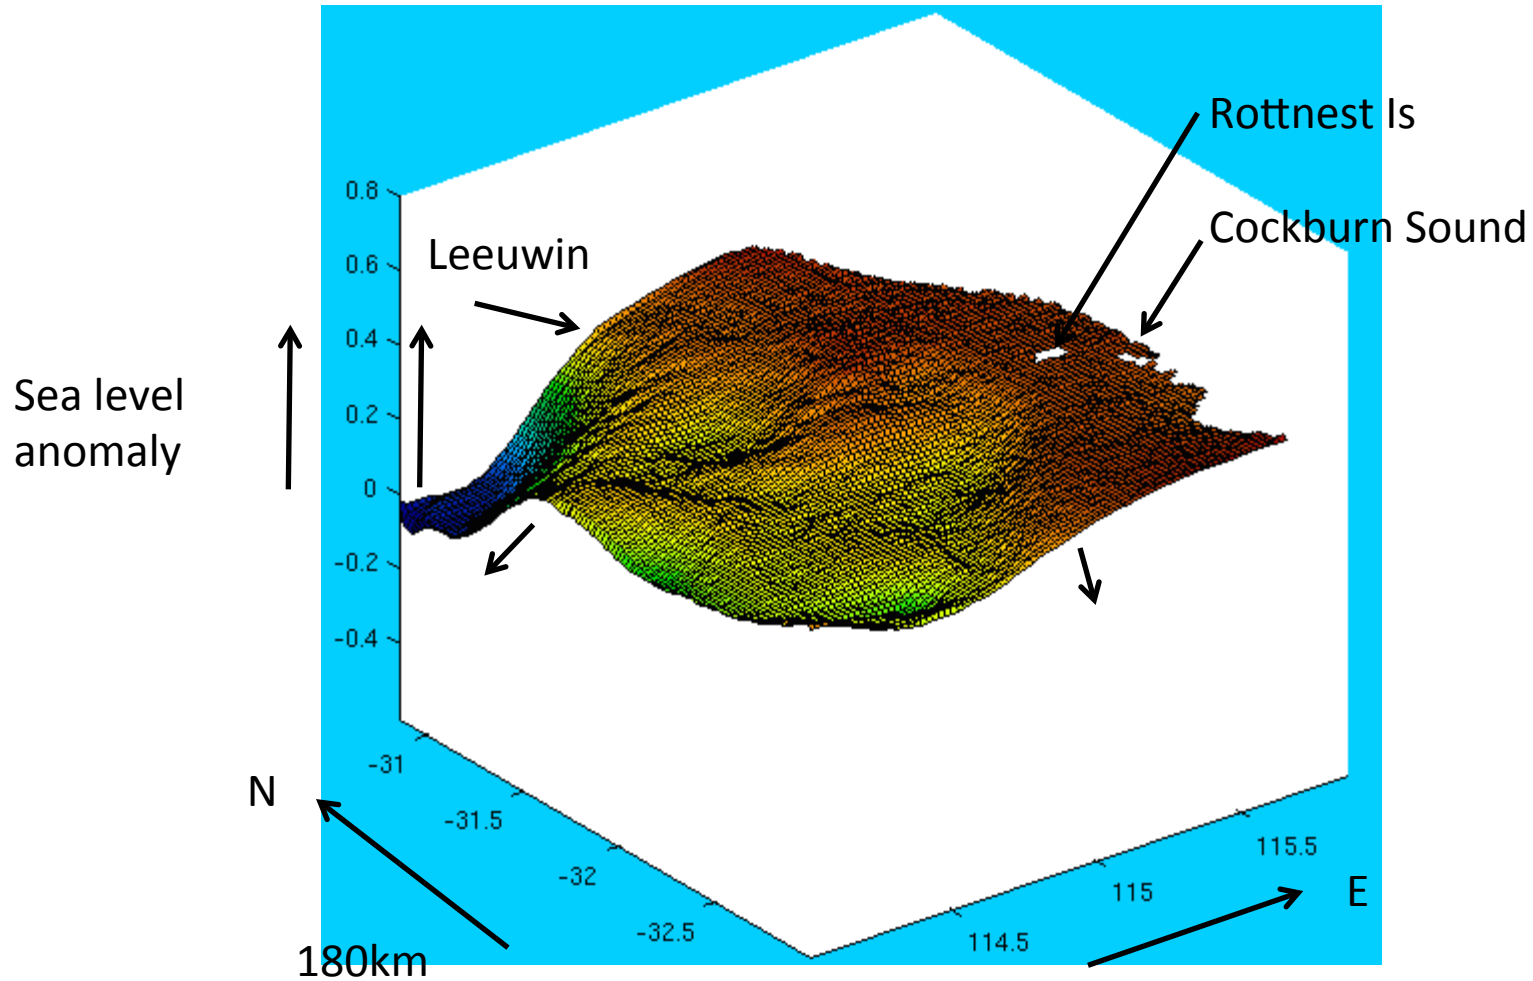 Rottnest Is
Cockburn Sound
Leeuwin
Sea level
anomaly
0.8
0.6
0.4
0.2
0
-0.2
-0.4
N
-31
-31.5
-32
-32.5
180km
114.5
115
115.5
E